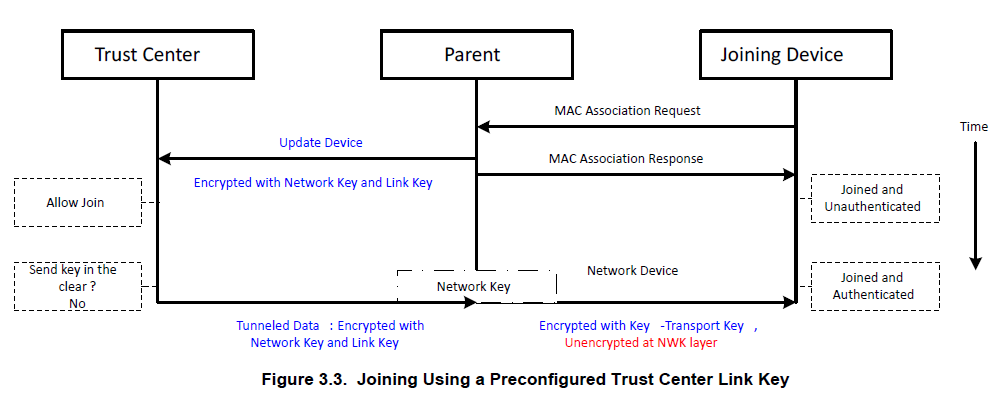 Trust Center
Parent
Joining Device
MAC Association Request
Time
Update Device
MAC Association Response
Encrypted with Network Key and Link Key
Allow Join
Joined and
Unauthenticated
Send key in the
clear ?
No
Network Key
Network Device
Joined and
Authenticated
Tunneled Data : Encrypted with
Network Key and Link Key
Encrypted with Key -Transport Key ,
Unencrypted at NWK layer
Figure 3.3. Joining Using a Preconfigured Trust Center Link Key